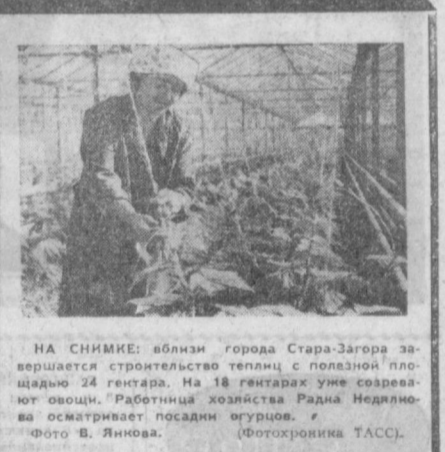 НА СНИМКЕ: вблизи города Стара-Загора за-
вершается строительство теплиц с полезной пло-
щадью 24 гектара. На 18 гектарах уже созрева-
ют овощи. Работница хозяйства Радка Недялко-
ва осматривает посадки огурцов.
Фото В. Янкова. (Фотохроника ТАСС).